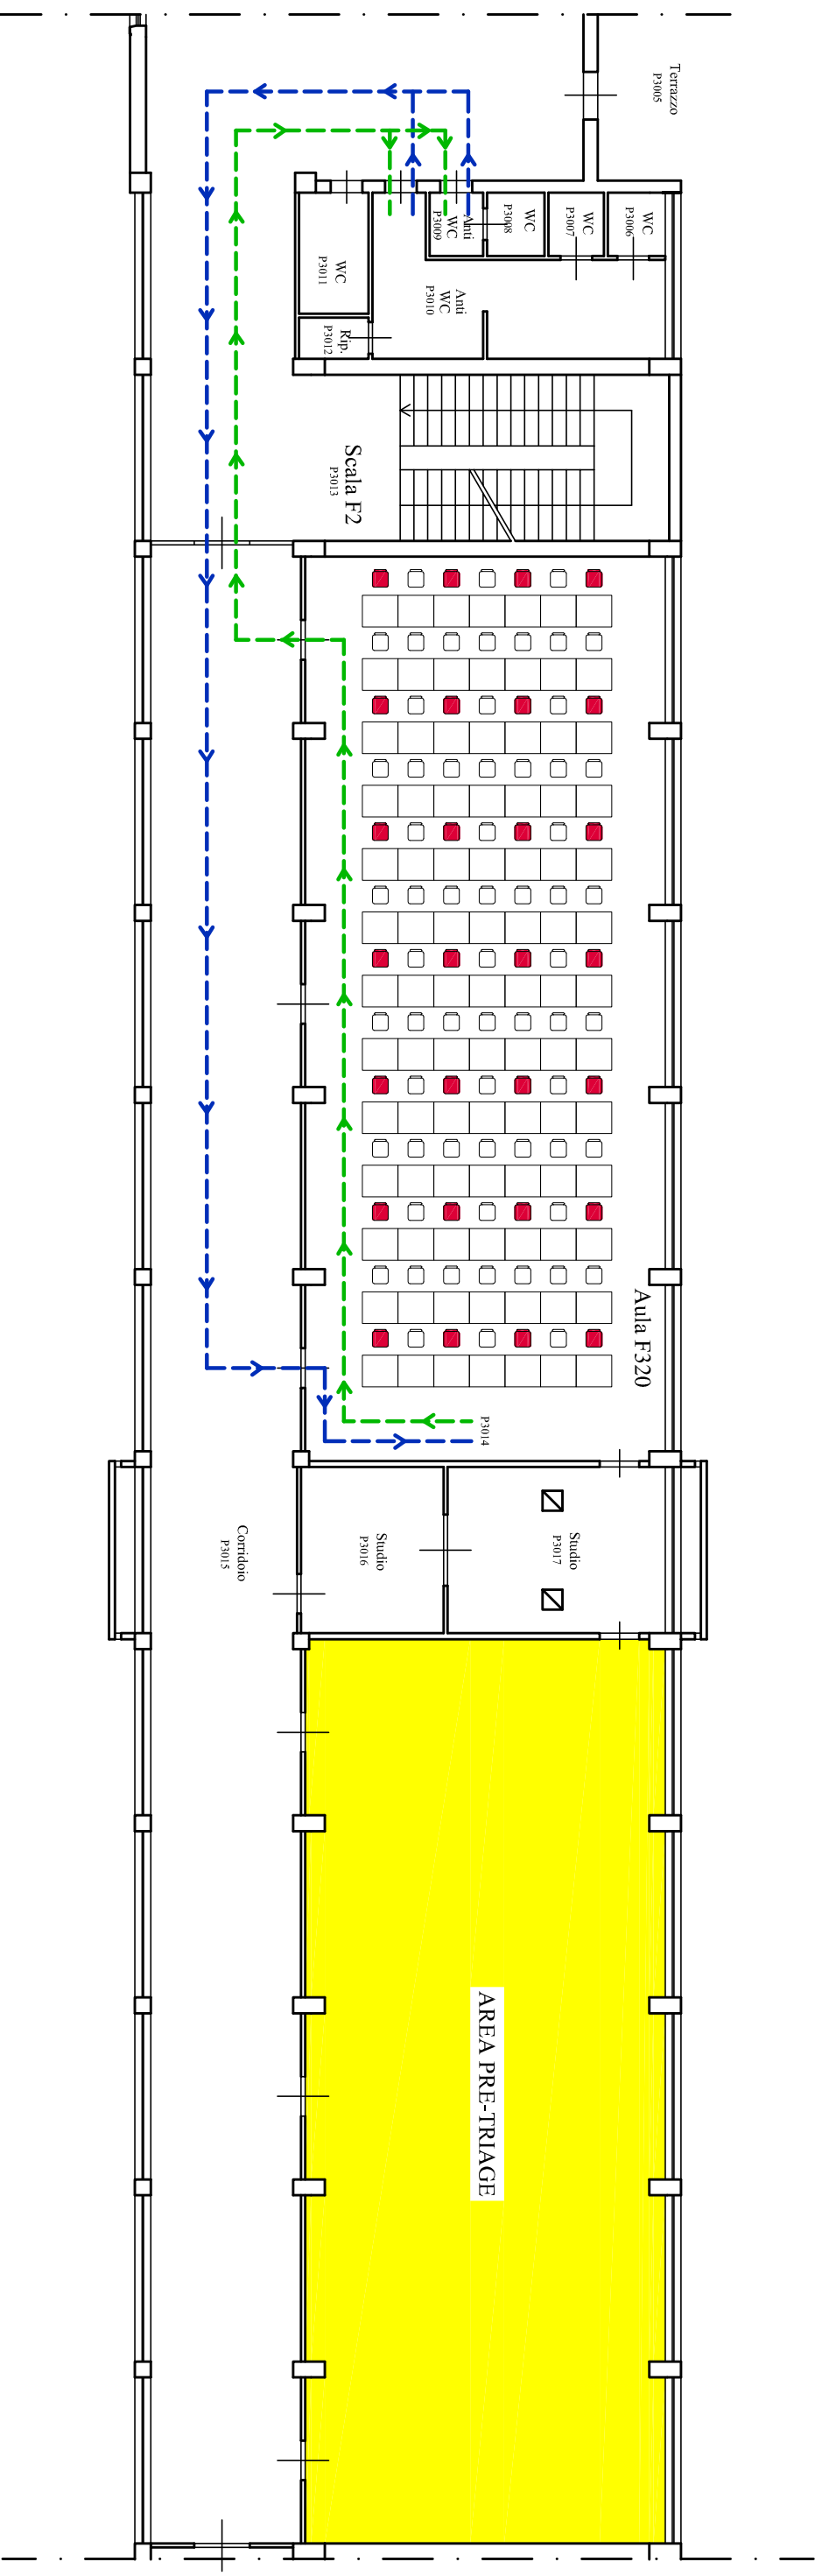 Terrazzo
P3005
WC
P3006
WC
P3007
WC
P3008
Anti
WC
P3009
Anti
WC
P3010
WC
P3011
Rip.
P3012
Scala F2
P3013
Aula F320
P3014
Studio
P3017
Studio
P3016
Corridoio
P3015
AREA PRE-TRIAGE